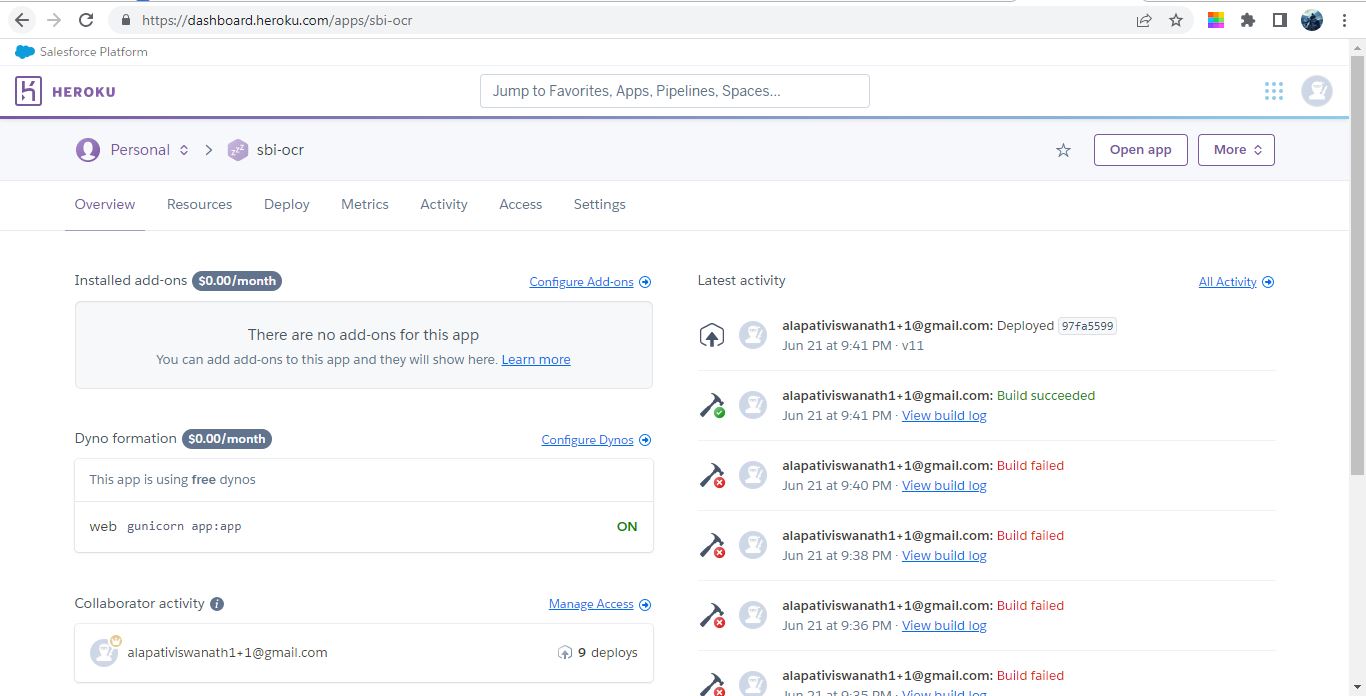 https://dashboard.heroku.com/apps/sbi-ocr
Salesforce Platform
HEROKU
Jump to Favorites, Apps, Pipelines, Spaces...
Personal
sbi-ocr
Open app
More
Overview
Resources
Deploy
Metrics
Activity
Access
Settings
Installed add-ons $0.00/month
Configure Add-ons
There are no add-ons for this app
You can add add-ons to this app and they will show here. Learn more
Dyno formation $0.00/month
Configure Dynos
This app is using free dynos
web gunicorn app:app
ON
Collaborator activity
Manage Access
alapativiswanath1+1@gmail.com
9 deploys
Latest activity
All Activity
alapativiswanath1+1@gmail.com: Deployed 97fa5599
Jun 21 at 9:41 PM · v11
alapativiswanath1+1@gmail.com: Build succeeded
Jun 21 at 9:41 PM · View build log
alapativiswanath1+1@gmail.com: Build failed
Jun 21 at 9:40 PM · View build log
alapativiswanath1+1@gmail.com: Build failed
Jun 21 at 9:38 PM · View build log
alapativiswanath1+1@gmail.com: Build failed
Jun 21 at 9:36 PM · View build log
alapativiswanath1+1@gmail.com: Build failed
Jun 21 at 9:35 PM · View build log